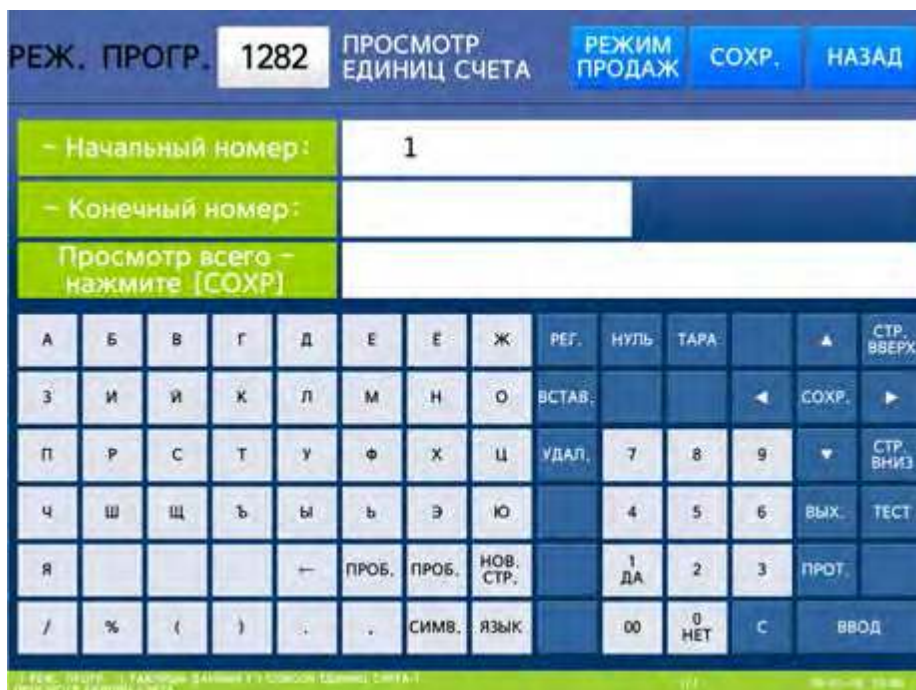 РЕЖ. ПРОГР. 1282 ПРОСМОТР ЕДИНИЦ СЧЕТА РЕЖИМ ПРОДАЖ СОХР. НАЗАД
- Начальный номер: 1
- Конечный номер:
Просмотр всего -
нажмите [СОХР]
А Б В Г Д Е Ё Ж РЕГ. НУЛЬ ТАРА ▲ СТР. ВВЕРХ
З И Й К Л М Н О ВСТАВ. ◀ СОХР. ▶
П Р С Т У Ф Х Ц УДАЛ. 7 8 9 ▼ СТР. ВНИЗ
Ч Ш Щ Ъ Ы Ь Э Ю 4 5 6 ВЫХ. ТЕСТ
Я ← ПРОБ. ПРОБ. НОВ. СТР. 1 ДА 2 3 ПРОТ.
/ % ( ) . . СИМВ. ЯЗЫК 00 0 НЕТ C ВВОД